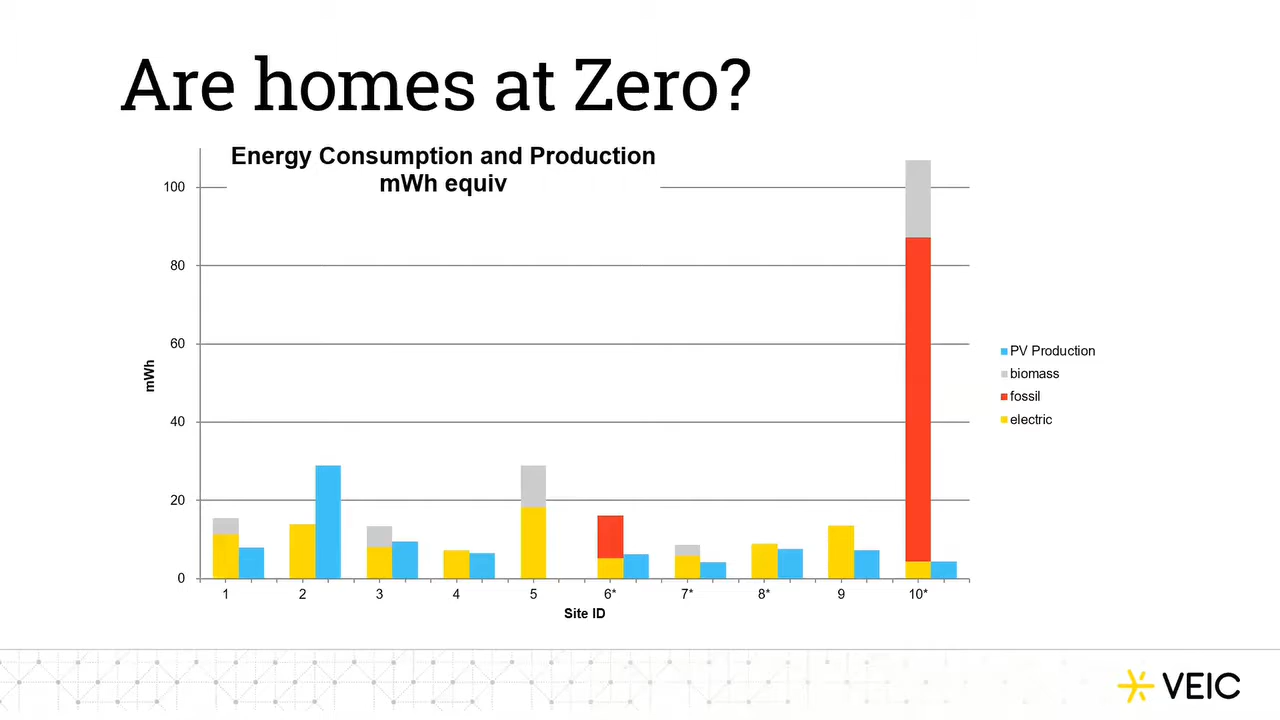 Are homes at Zero?
Energy Consumption and Production
mWh equiv
100
80
60
40
20
0
mWh
1 2 3 4 5 6* 7* 8* 9 10*
Site ID
PV Production
biomass
fossil
electric
VEIC